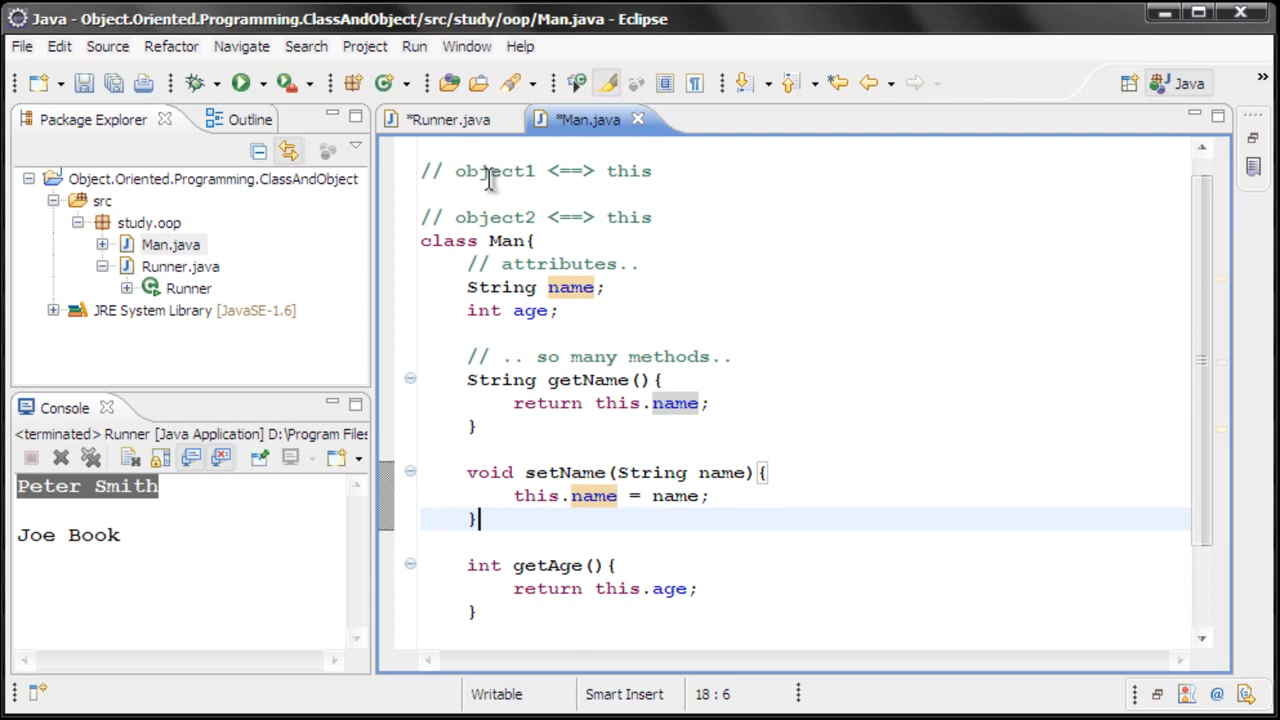 Java - Object.Oriented.Programming.ClassAndObject/src/study/oop/Man.java - Eclipse
File Edit Source Refactor Navigate Search Project Run Window Help
Java
Package Explorer Outline
Object.Oriented.Programming.ClassAndObject
src
study.oop
Man.java
Runner.java
Runner
JRE System Library [JavaSE-1.6]
Console
<terminated> Runner [Java Application] D:\Program Files
Peter Smith
Joe Book
*Runner.java *Man.java
// object1 <==> this
// object2 <==> this
class Man{
// attributes..
String name;
int age;
// .. so many methods..
String getName(){
return this.name;
}
void setName(String name){
this.name = name;
}
int getAge(){
return this.age;
}
Writable Smart Insert 18 : 6